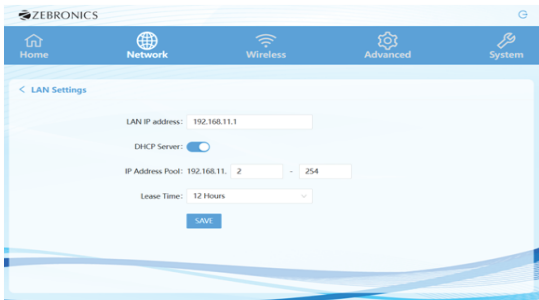 ZEBRONICS
Home Network Wireless Advanced System
< LAN Settings
LAN IP address: 192.168.11.1
DHCP Server:
IP Address Pool: 192.168.11. 2 - 254
Lease Time: 12 Hours
SAVE